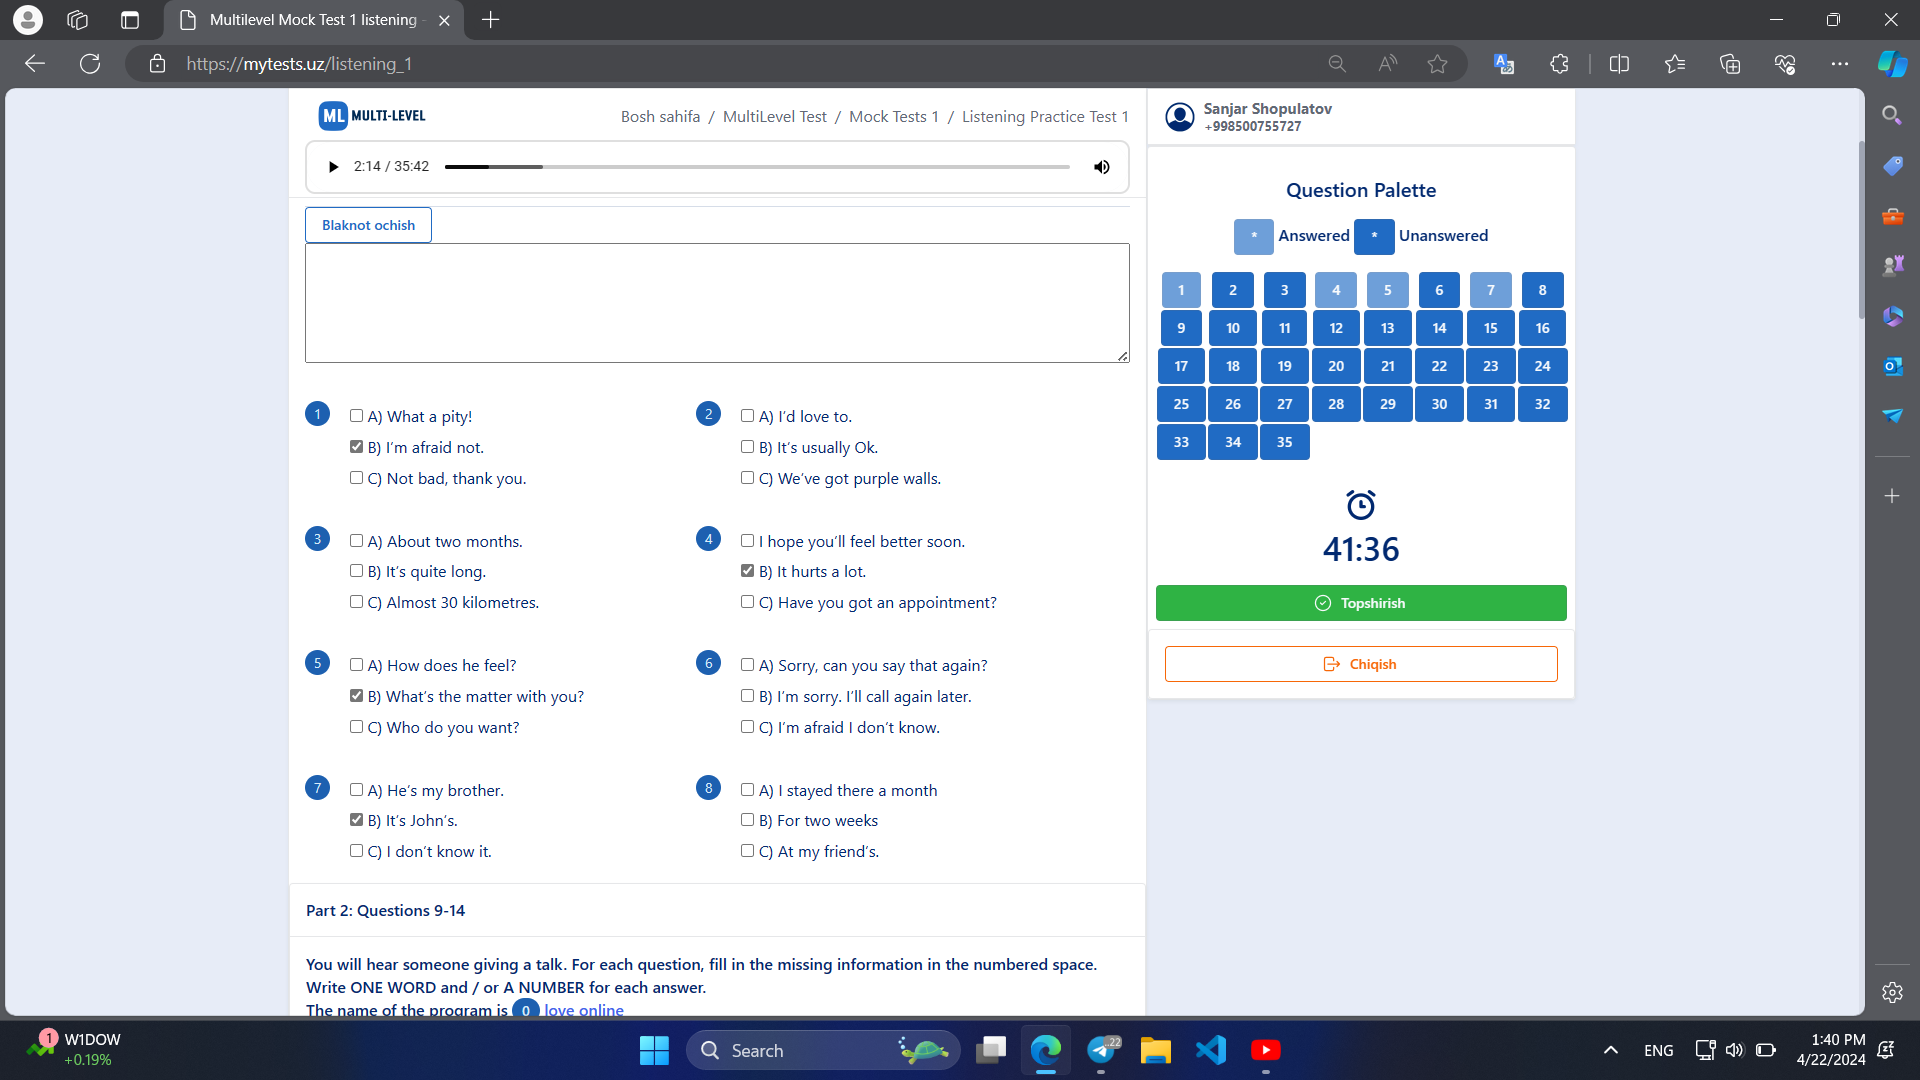 Multilevel Mock Test 1 listening -
https://mytests.uz/listening_1
ML MULTI-LEVEL
Bosh sahifa / MultiLevel Test / Mock Tests 1 / Listening Practice Test 1
2:14 / 35:42
Blaknot ochish
1
A) What a pity!
B) I'm afraid not.
C) Not bad, thank you.
2
A) I'd love to.
B) It's usually Ok.
C) We've got purple walls.
3
A) About two months.
B) It's quite long.
C) Almost 30 kilometres.
4
I hope you'll feel better soon.
B) It hurts a lot.
C) Have you got an appointment?
5
A) How does he feel?
B) What's the matter with you?
C) Who do you want?
6
A) Sorry, can you say that again?
B) I'm sorry. I'll call again later.
C) I'm afraid I don't know.
7
A) He's my brother.
B) It's John's.
C) I don't know it.
8
A) I stayed there a month
B) For two weeks
C) At my friend's.
Part 2: Questions 9-14
You will hear someone giving a talk. For each question, fill in the missing information in the numbered space.
Write ONE WORD and / or A NUMBER for each answer.
The name of the program is 0 love online
Sanjar Shopulatov
+998500755727
Question Palette
* Answered * Unanswered
1 2 3 4 5 6 7 8
9 10 11 12 13 14 15 16
17 18 19 20 21 22 23 24
25 26 27 28 29 30 31 32
33 34 35
41:36
Topshirish
Chiqish
1
W1DOW
+0.19%
Search
..22
ENG
1:40 PM
4/22/2024